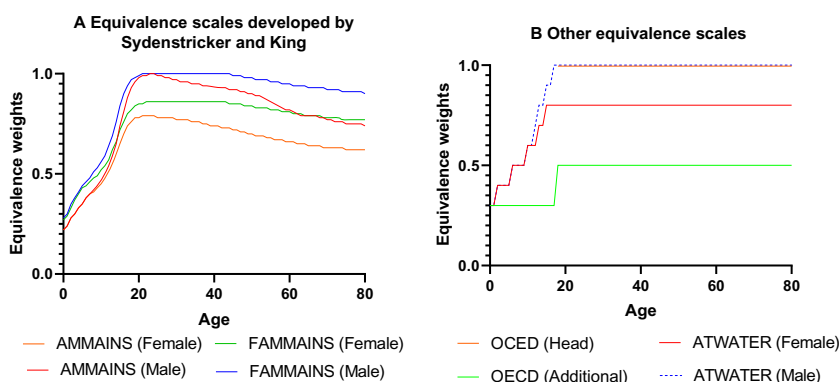 A Equivalence scales developed by
Sydenstricker and King
Equivalence weights
1.0
0.5
0.0
0
20
40
60
80
Age
AMMAINS (Female)
FAMMAINS (Female)
AMMAINS (Male)
FAMMAINS (Male)
B Other equivalence scales
Equivalence weights
1.0
0.5
0.0
0
20
40
60
80
Age
OCED (Head)
ATWATER (Female)
OECD (Additional)
ATWATER (Male)